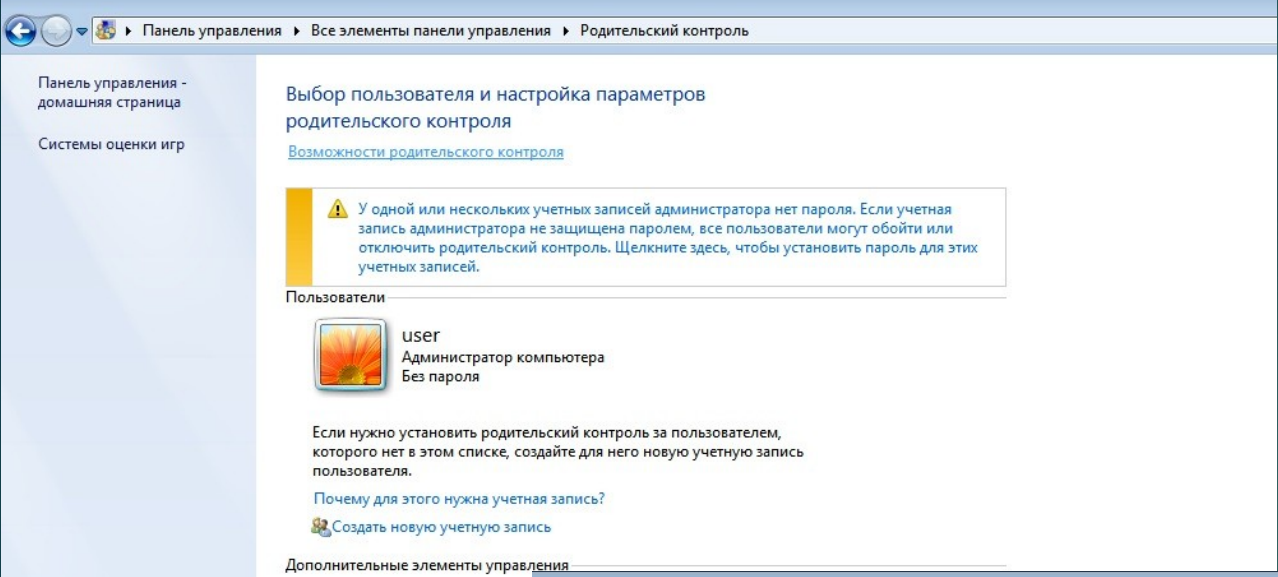 Панель управления ▸ Все элементы панели управления ▸ Родительский контроль
Панель управления -
домашняя страница
Системы оценки игр
Выбор пользователя и настройка параметров
родительского контроля
Возможности родительского контроля
У одной или нескольких учетных записей администратора нет пароля. Если учетная
запись администратора не защищена паролем, все пользователи могут обойти или
отключить родительский контроль. Щелкните здесь, чтобы установить пароль для этих
учетных записей.
Пользователи
user
Администратор компьютера
Без пароля
Если нужно установить родительский контроль за пользователем,
которого нет в этом списке, создайте для него новую учетную запись
пользователя.
Почему для этого нужна учетная запись?
Создать новую учетную запись
Дополнительные элементы управления